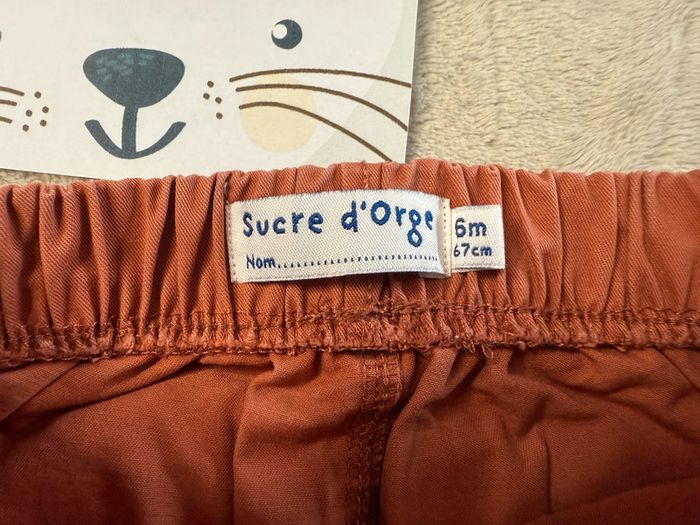 Sucre d'Orge
Nom..............................
6m
67cm